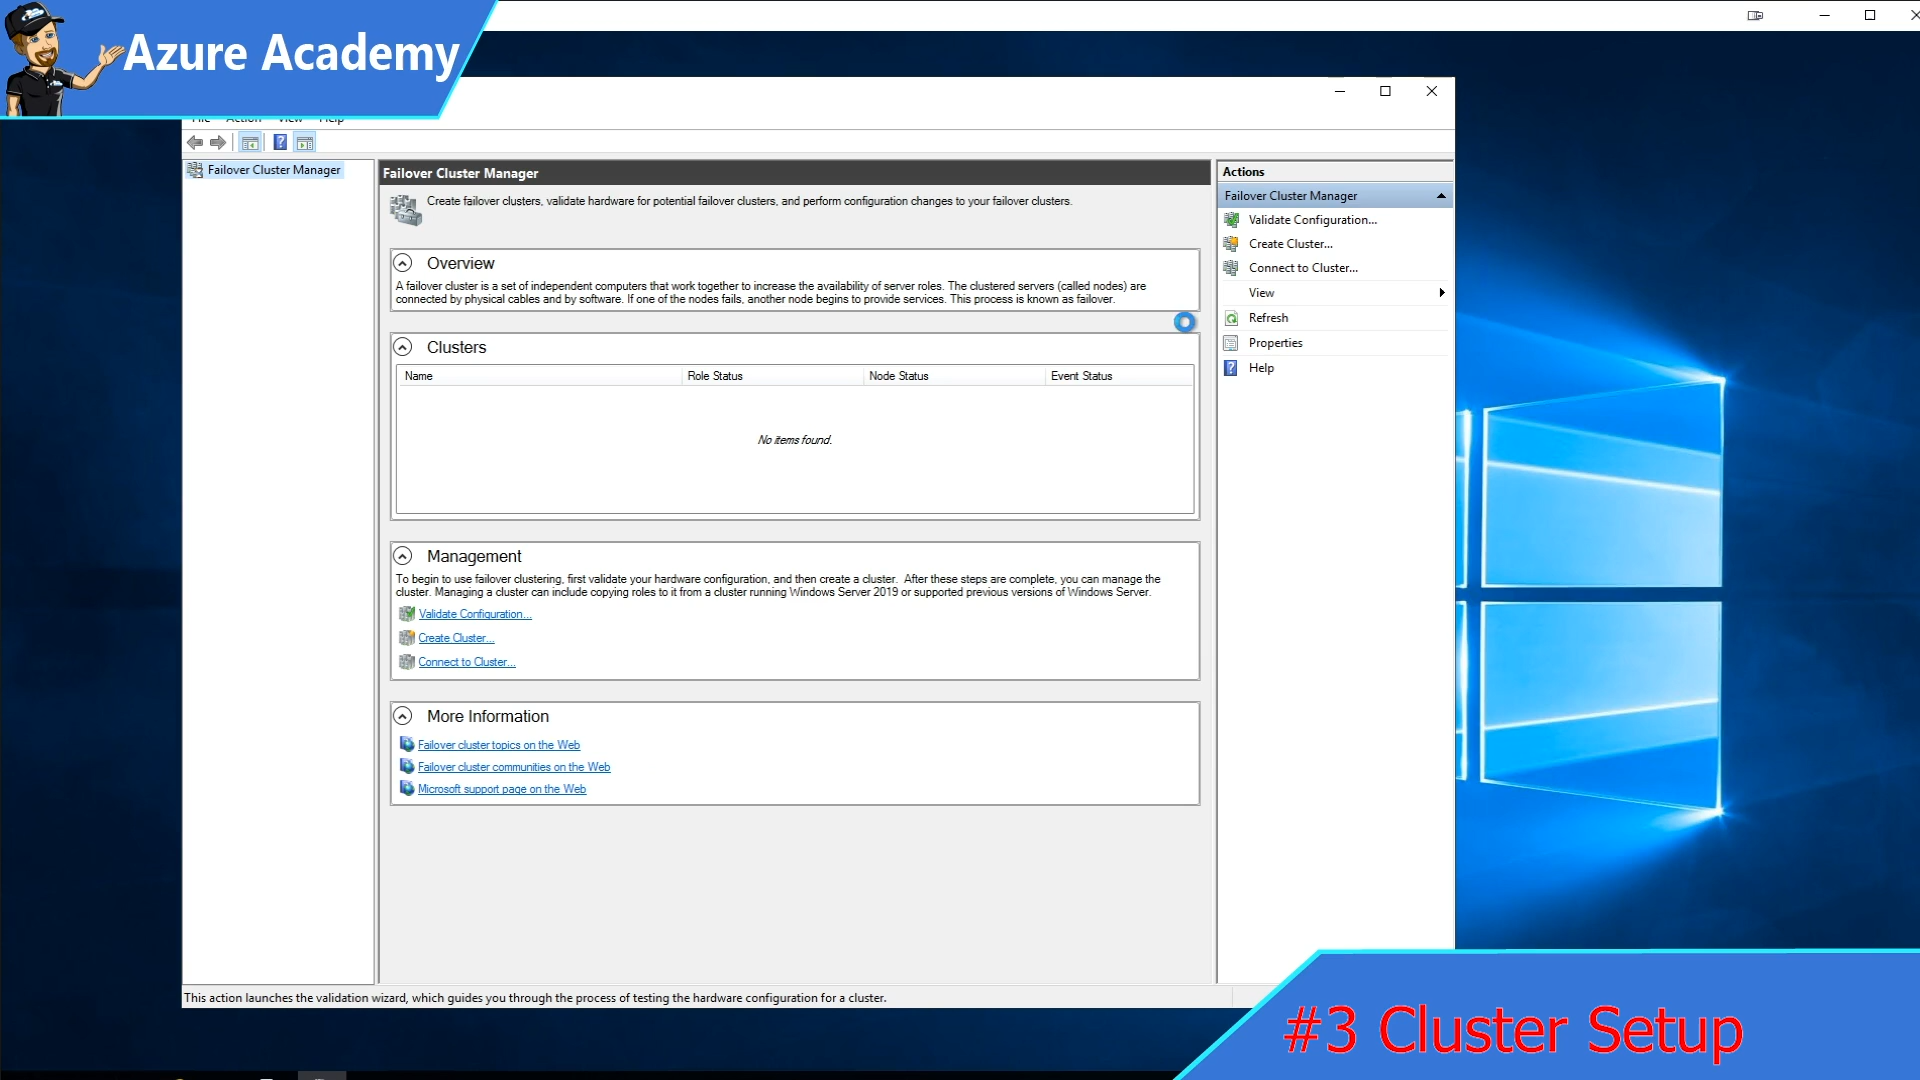 Azure Academy
File Action View Help
Failover Cluster Manager
Failover Cluster Manager
Create failover clusters, validate hardware for potential failover clusters, and perform configuration changes to your failover clusters.
Overview
A failover cluster is a set of independent computers that work together to increase the availability of server roles. The clustered servers (called nodes) are
connected by physical cables and by software. If one of the nodes fails, another node begins to provide services. This process is known as failover.
Clusters
Name Role Status Node Status Event Status
No items found.
Management
To begin to use failover clustering, first validate your hardware configuration, and then create a cluster. After these steps are complete, you can manage the
cluster. Managing a cluster can include copying roles to it from a cluster running Windows Server 2019 or supported previous versions of Windows Server.
Validate Configuration...
Create Cluster...
Connect to Cluster...
More Information
Failover cluster topics on the Web
Failover cluster communities on the Web
Microsoft support page on the Web
Actions
Failover Cluster Manager
Validate Configuration...
Create Cluster...
Connect to Cluster...
View
Refresh
Properties
Help
This action launches the validation wizard, which guides you through the process of testing the hardware configuration for a cluster.
#3 Cluster Setup